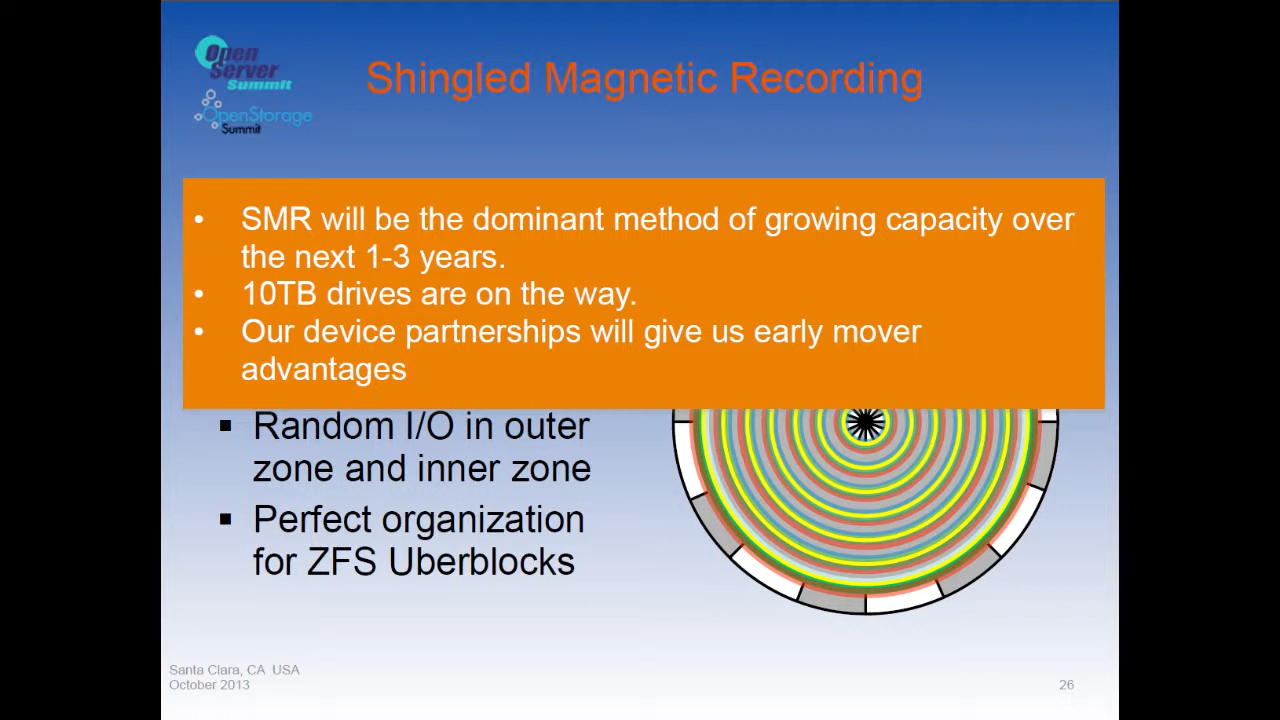 Open
Server
Summit
OpenStorage
Summit
Shingled Magnetic Recording
• SMR will be the dominant method of growing capacity over
the next 1-3 years.
• 10TB drives are on the way.
• Our device partnerships will give us early mover
advantages
▪ Random I/O in outer
zone and inner zone
▪ Perfect organization
for ZFS Uberblocks
Santa Clara, CA USA
October 2013
26